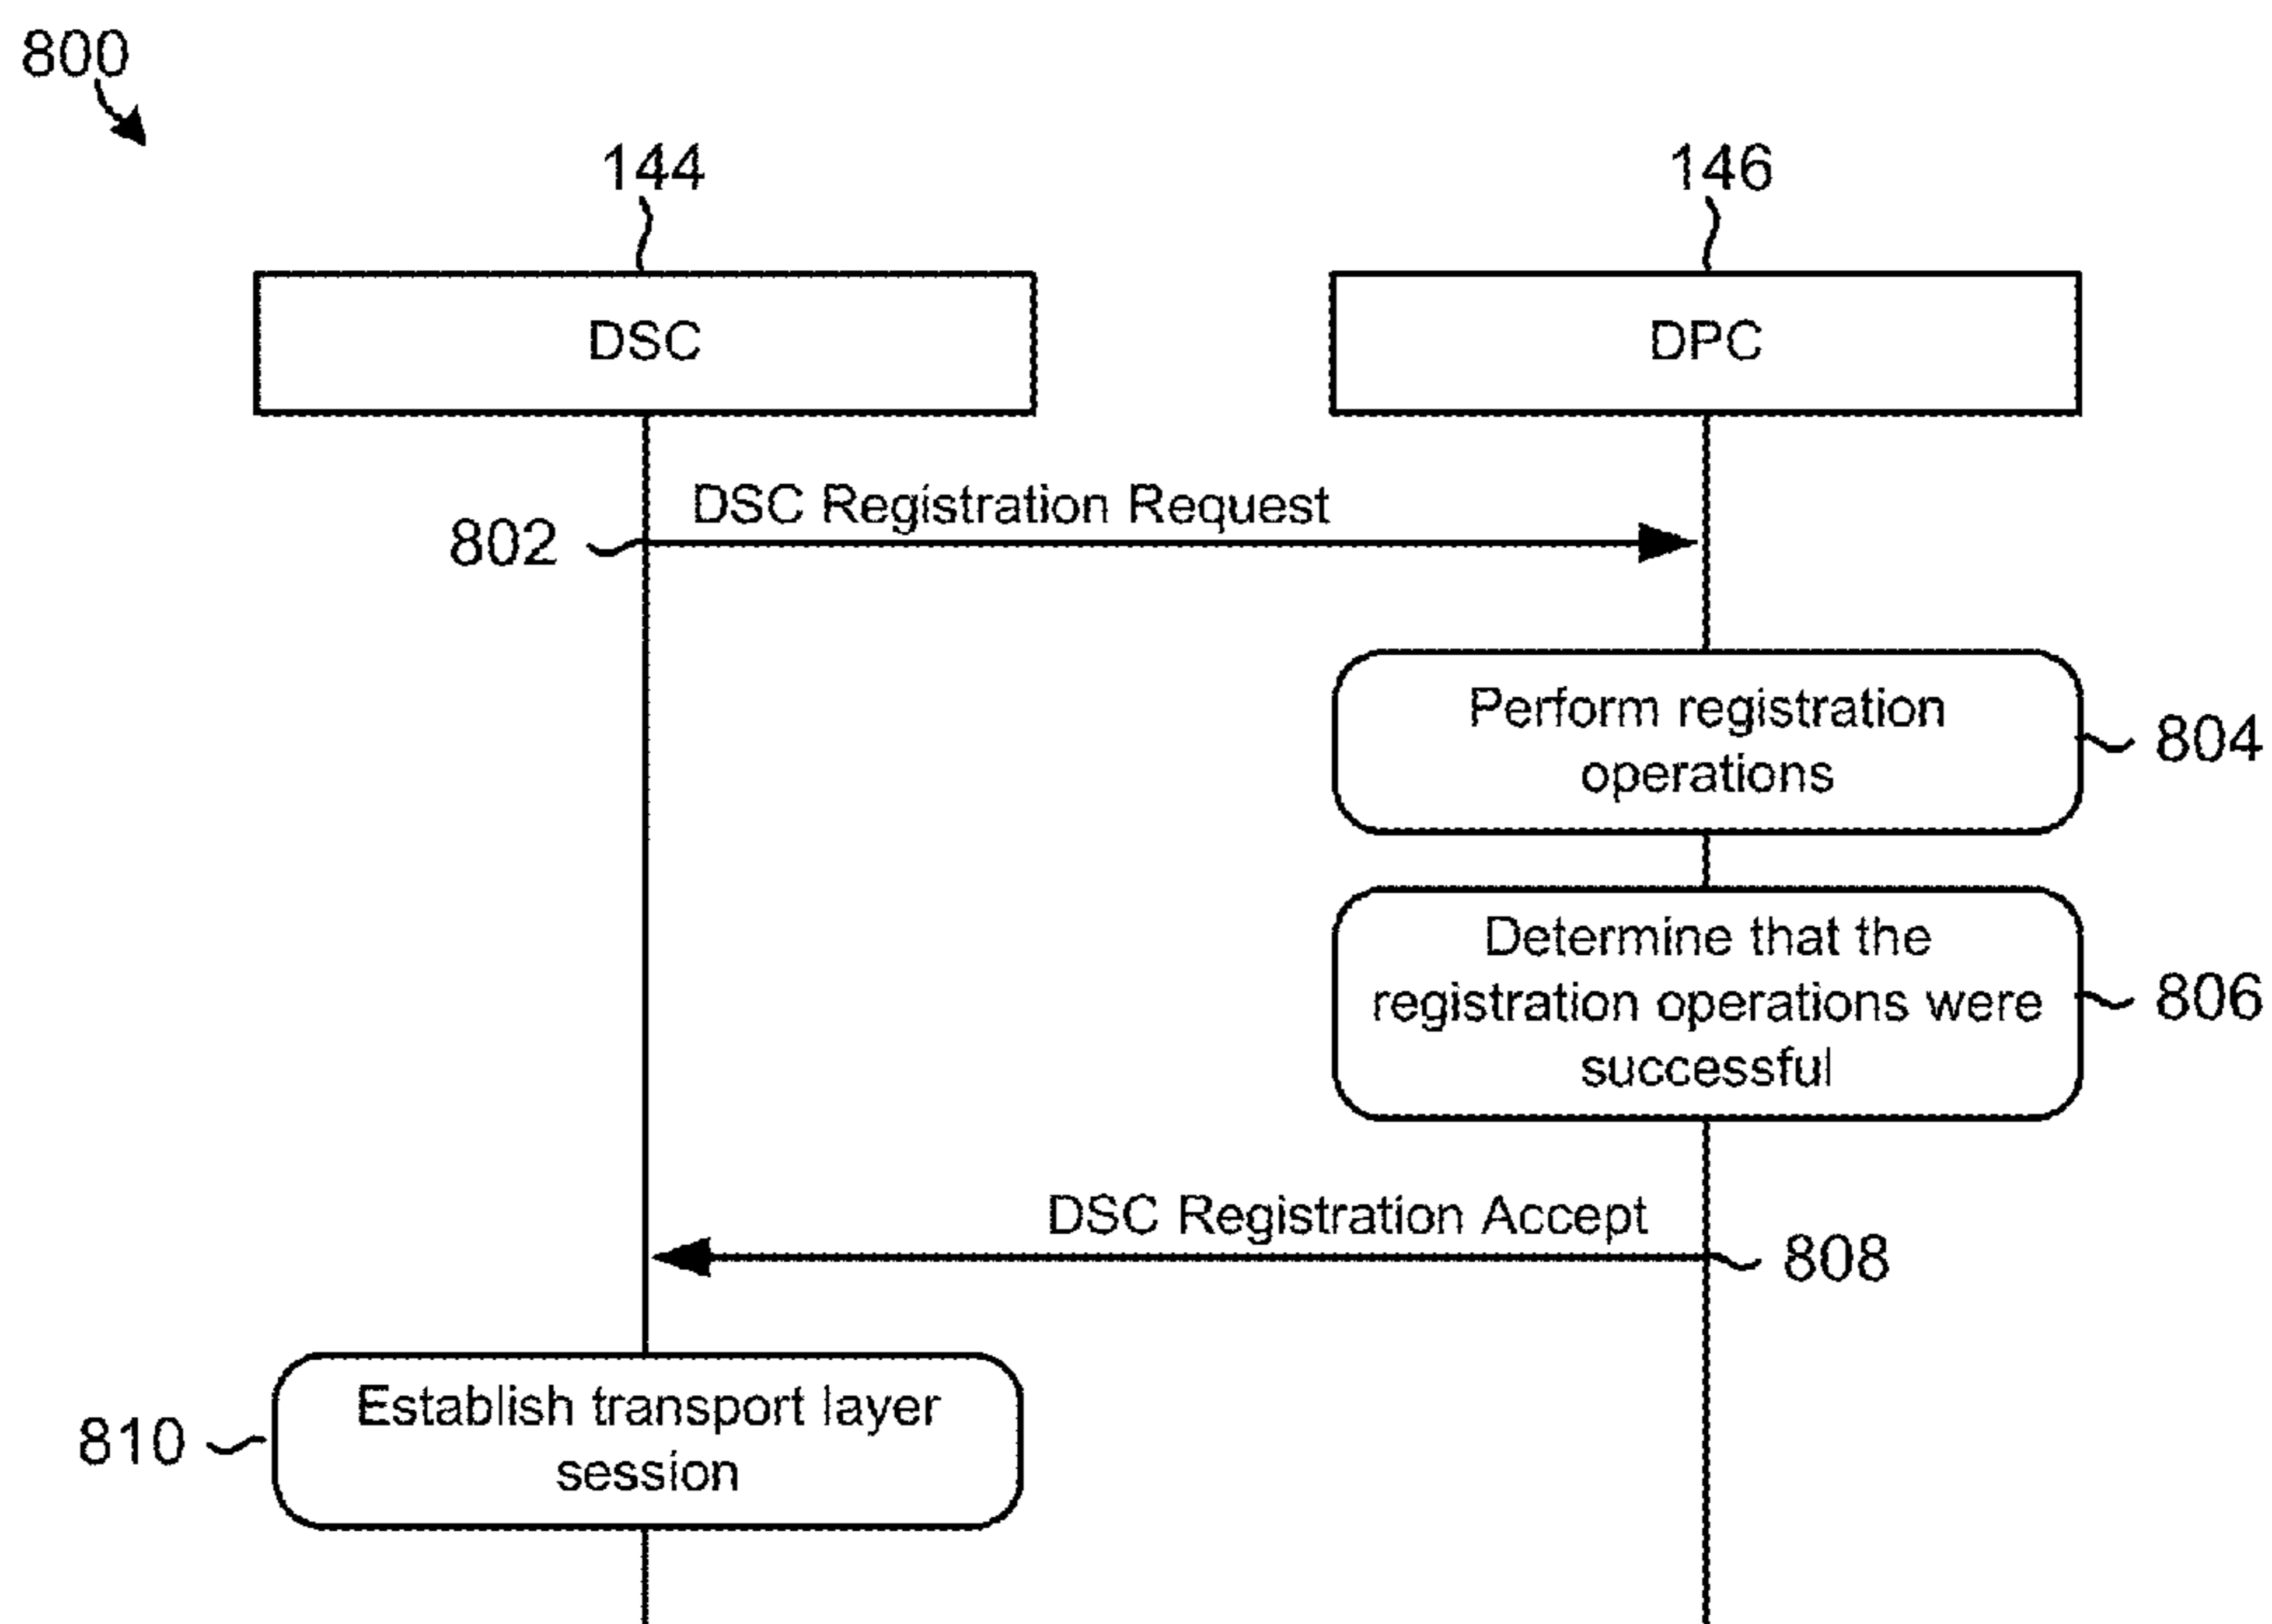 800
144
146
DSC
DPC
DSC Registration Request
802
Perform registration
operations
804
Determine that the
registration operations were
successful
806
DSC Registration Accept
808
Establish transport layer
session
810